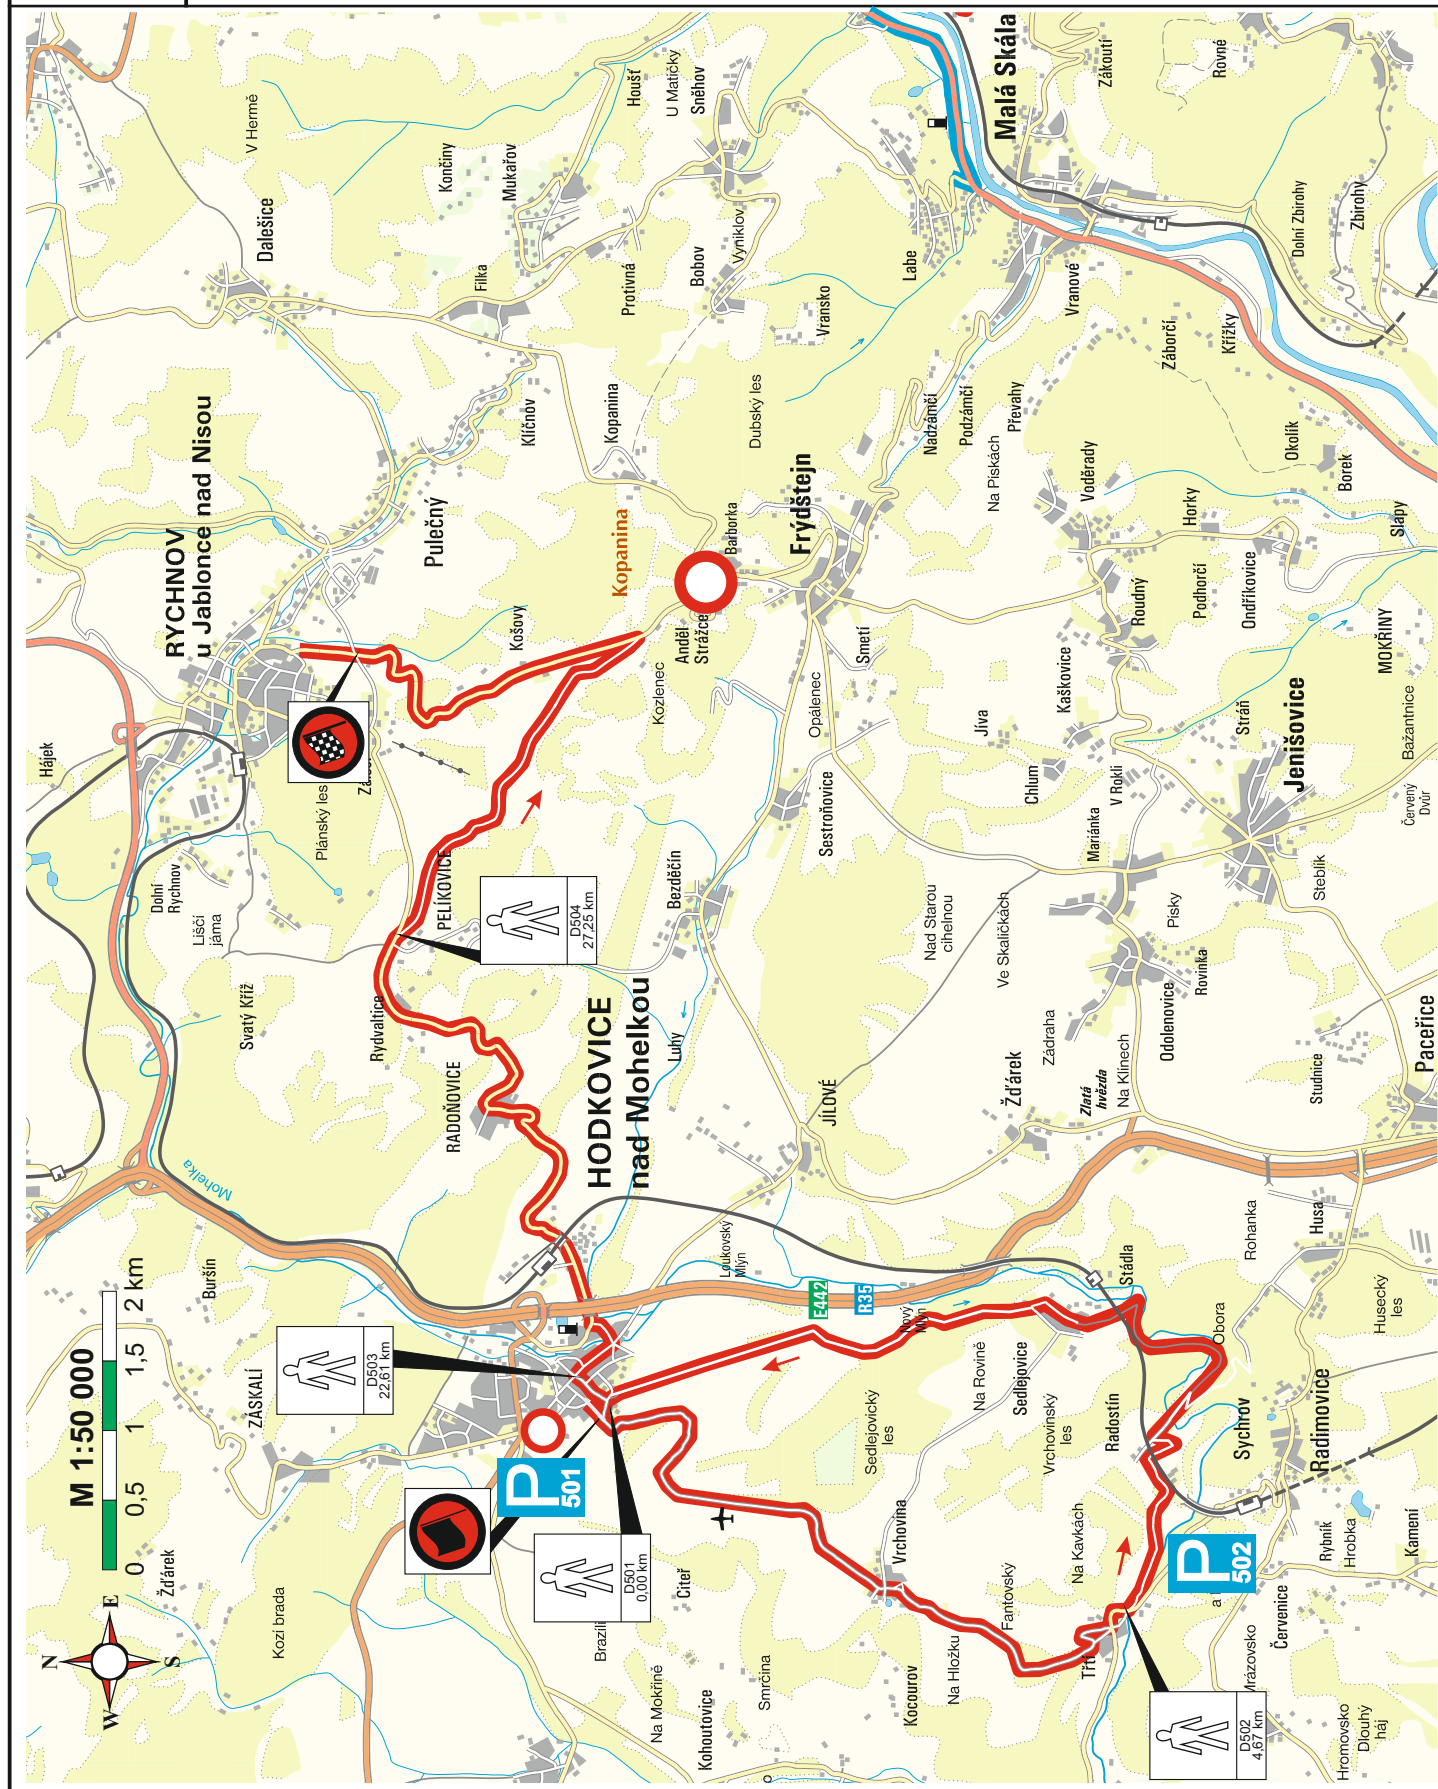 M 1:50 000
0
0,5
1
1,5
2 km
N
E
S
W
RYCHNOV
u Jablonce nad Nisou
HODKOVICE
nad Mohelkou
V Hermě
Dalešice
Končiny
Mukařov
Filka
Houšť
U Matičky
Sněhov
Protivná
Bobov
Vyniklov
Vransko
Labe
Malá Skála
Zákoutí
Rovné
Vranové
Dolní Zbirohy
Zbirohy
Záborčí
Křížky
Klíčnov
Kopanina
Dubský les
Nadzámčí
Podzámčí
Převahy
Na Pískách
Voděrady
Okolík
Borek
Horky
Slapy
Pulečný
Kopanina
Barborka
Frýdštejn
Košovy
Anděl
Strážce
Kozlenec
Smetí
Opálenec
Roudný
Podhorčí
Ondříkovice
MOKŘINY
Kaškovice
Jíva
Chlum
V Rokli
Stráň
Jenišovice
Bažantnice
Červený
Dvůr
Hájek
Plánský les
Dolní
Rychnov
Liščí
jáma
Svatý Kříž
PELÍKOVICE
D504
27,25 km
Bezděčín
Sestroňovice
Mariánka
Steblík
Písky
Nad Starou
cihelnou
Ve Skaličkách
Rovinka
Odolenovice
Zádraha
Rydvaltice
RADOŇOVICE
Luhy
JÍLOVÉ
Žďárek
Zlatá
hvězda
Na Klinech
Studnice
Paceřice
Mohelka
Buršín
Loukovský
Mlýn
E442
R35
Nový
Mlýn
Stádla
Rohanka
Husa
Husecký
les
Obora
ZÁSKALÍ
D503
22,61 km
P
501
D501
0,00 km
Sedlejovický
les
Na Rovině
Sedlejovice
Vrchovinský
les
Radostín
Sychrov
Radimovice
Žďárek
Kozí brada
Citeř
Vrchovina
Na Kavkách
Fantovský
P
502
Rybník
Hrobka
Kamení
Červenice
Na Mokřině
Kohoutovice
Smrčina
Kocourov
Na Hložku
Třtí
D502
4,67 km
Hromovsko
Dlouhý
háj